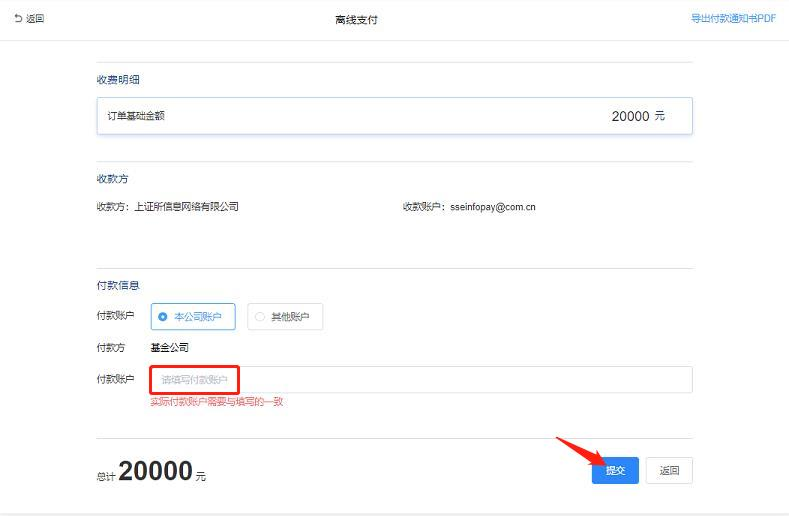 返回 离线支付 导出付款通知书PDF
收费明细
订单基础金额 20000 元
收款方
收款方：上证所信息网络有限公司 收款账户：sseinfopay@com.cn
付款信息
付款账户 本公司账户 其他账户
付款方 基金公司
付款账户 请填写付款账户
实际付款账户需要与填写的一致
总计 20000 元 提交 返回